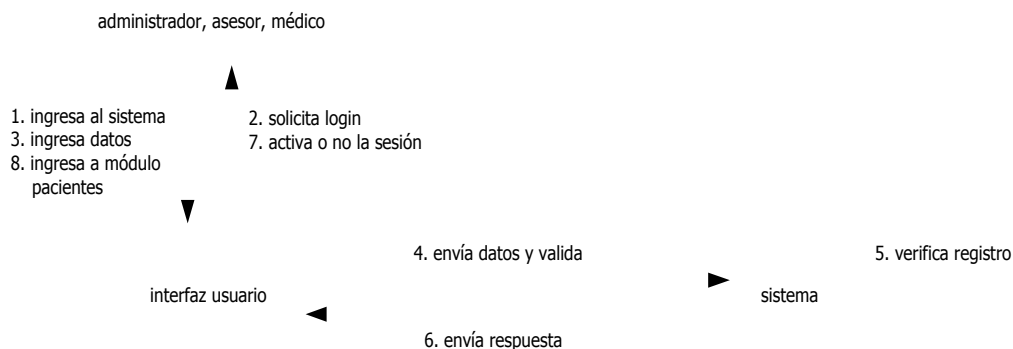 administrador, asesor, médico
1. ingresa al sistema
3. ingresa datos
8. ingresa a módulo
pacientes
2. solicita login
7. activa o no la sesión
4. envía datos y valida
5. verifica registro
interfaz usuario
sistema
6. envía respuesta